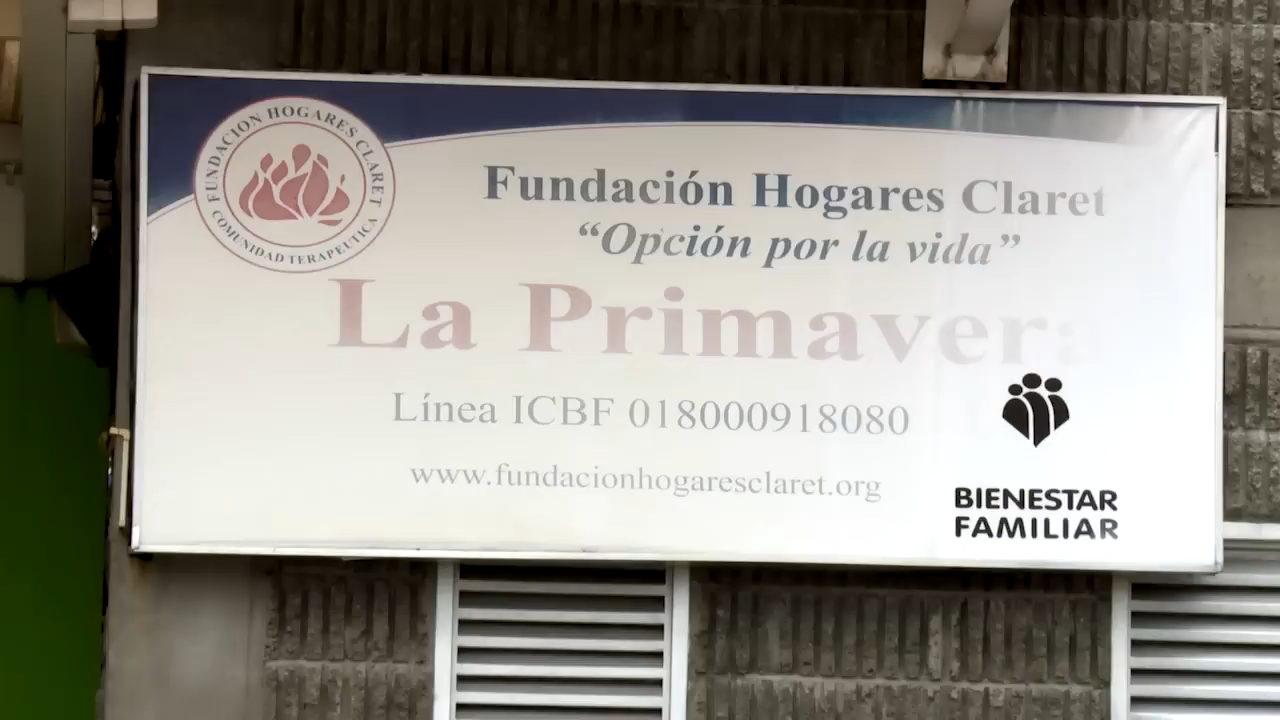 FUNDACION HOGARES CLARET
COMUNIDAD TERAPEUTICA
Fundación Hogares Claret
“Opción por la vida”
La Primavera
Línea ICBF 018000918080
www.fundacionhogaresclaret.org
BIENESTAR
FAMILIAR